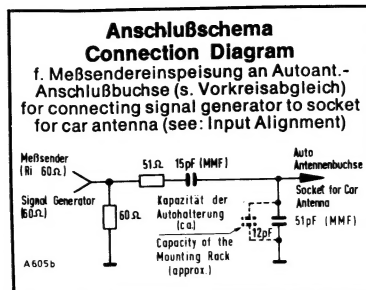 Anschlußschema
Connection Diagram
f. Meßsendereinspeisung an Autoant.-
Anschlußbuchse (s. Vorkreisabgleich)
for connecting signal generator to socket
for car antenna (see: Input Alignment)
Meßsender
(Ri 60Ω)
Signal Generator
(60Ω)
51Ω
15pF (MMF)
60Ω
Kapazität der
Autohalterung
(ca.)
Capacity of the
Mounting Rack
(approx.)
12pF
Auto
Antennenbuchse
Socket for Car
Antenna
51pF (MMF)
A605b